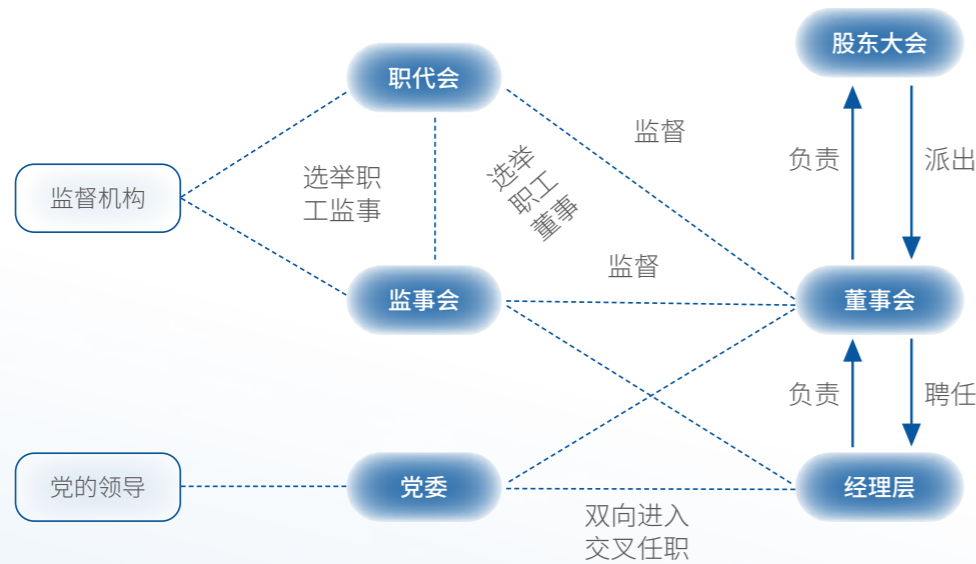 股东大会
职代会
监督
负责
派出
监督机构
选举职
工监事
选举
职工
董事
监督
监事会
董事会
负责
聘任
党的领导
党委
经理层
双向进入
交叉任职